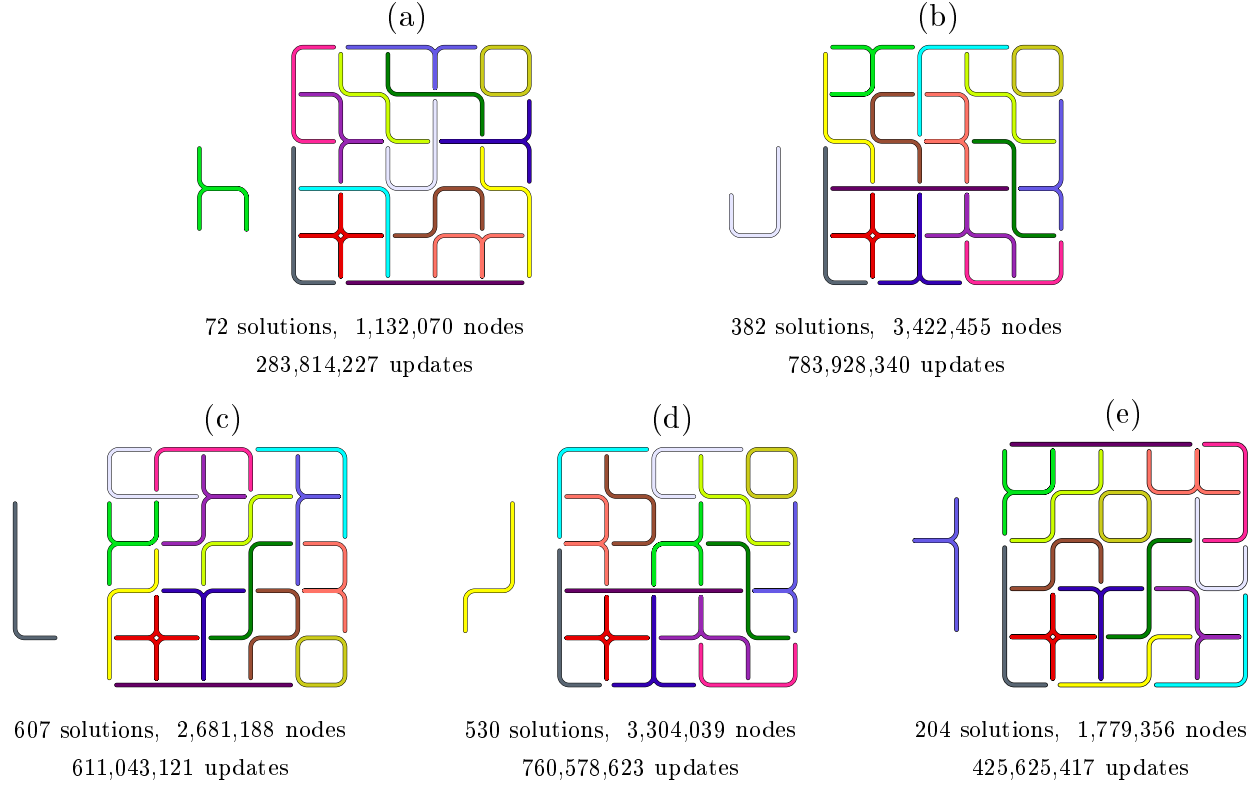 (a)
72 solutions, 1,132,070 nodes
283,814,227 updates
(b)
382 solutions, 3,422,455 nodes
783,928,340 updates
(c)
607 solutions, 2,681,188 nodes
611,043,121 updates
(d)
530 solutions, 3,304,039 nodes
760,578,623 updates
(e)
204 solutions, 1,779,356 nodes
425,625,417 updates